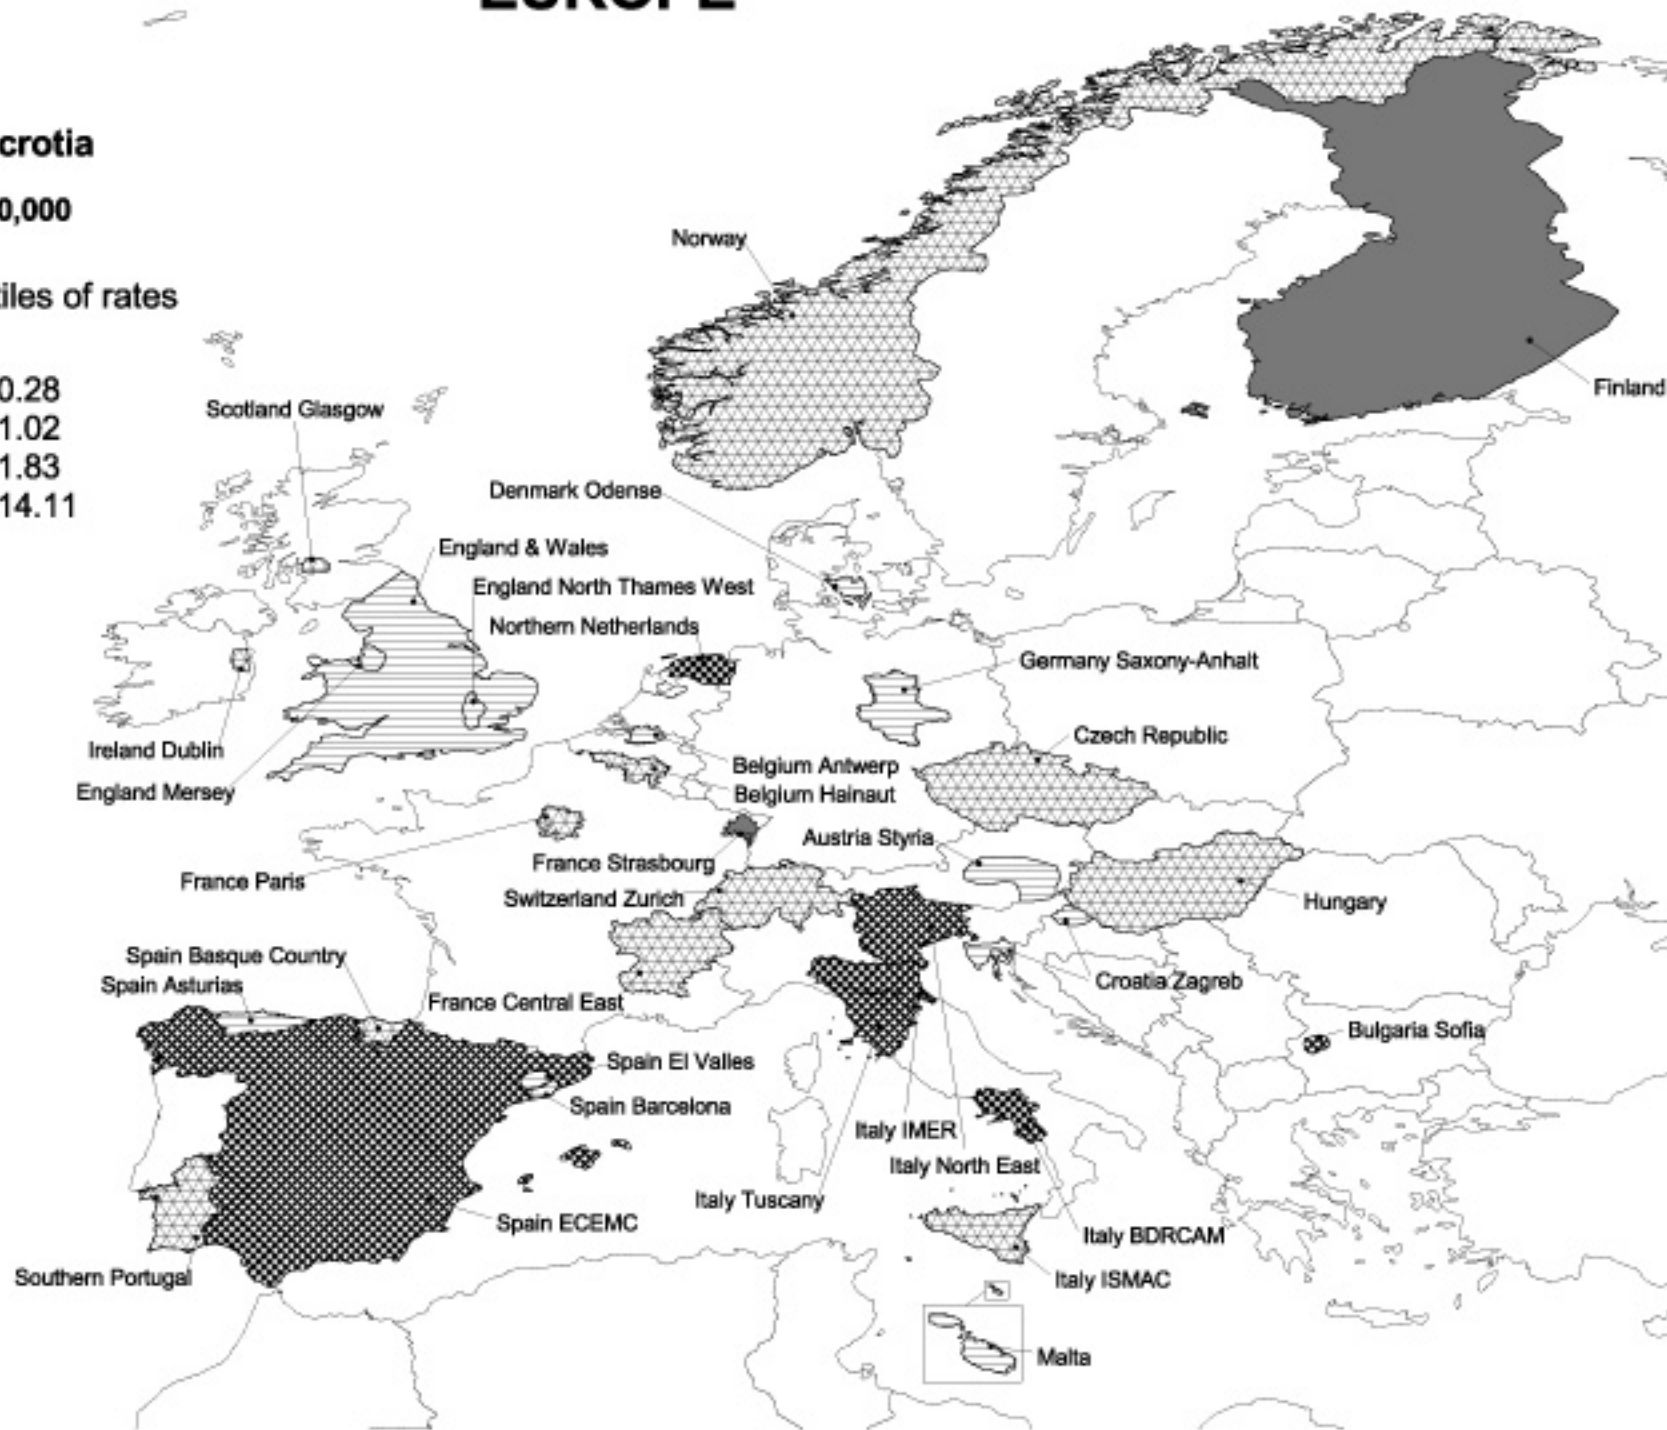 EUROPE
crotia
0,000
tiles of rates
0.28
1.02
1.83
14.11
Norway
Finland
Scotland Glasgow
Denmark Odense
England & Wales
England North Thames West
Northern Netherlands
Germany Saxony-Anhalt
Ireland Dublin
Czech Republic
England Mersey
Belgium Antwerp
Belgium Hainaut
Austria Styria
France Strasbourg
France Paris
Switzerland Zurich
Hungary
Spain Basque Country
Spain Asturias
Croatia Zagreb
France Central East
Bulgaria Sofia
Spain El Valles
Spain Barcelona
Italy IMER
Italy North East
Italy Tuscany
Spain ECEMC
Italy BDRCAM
Southern Portugal
Italy ISMAC
Malta